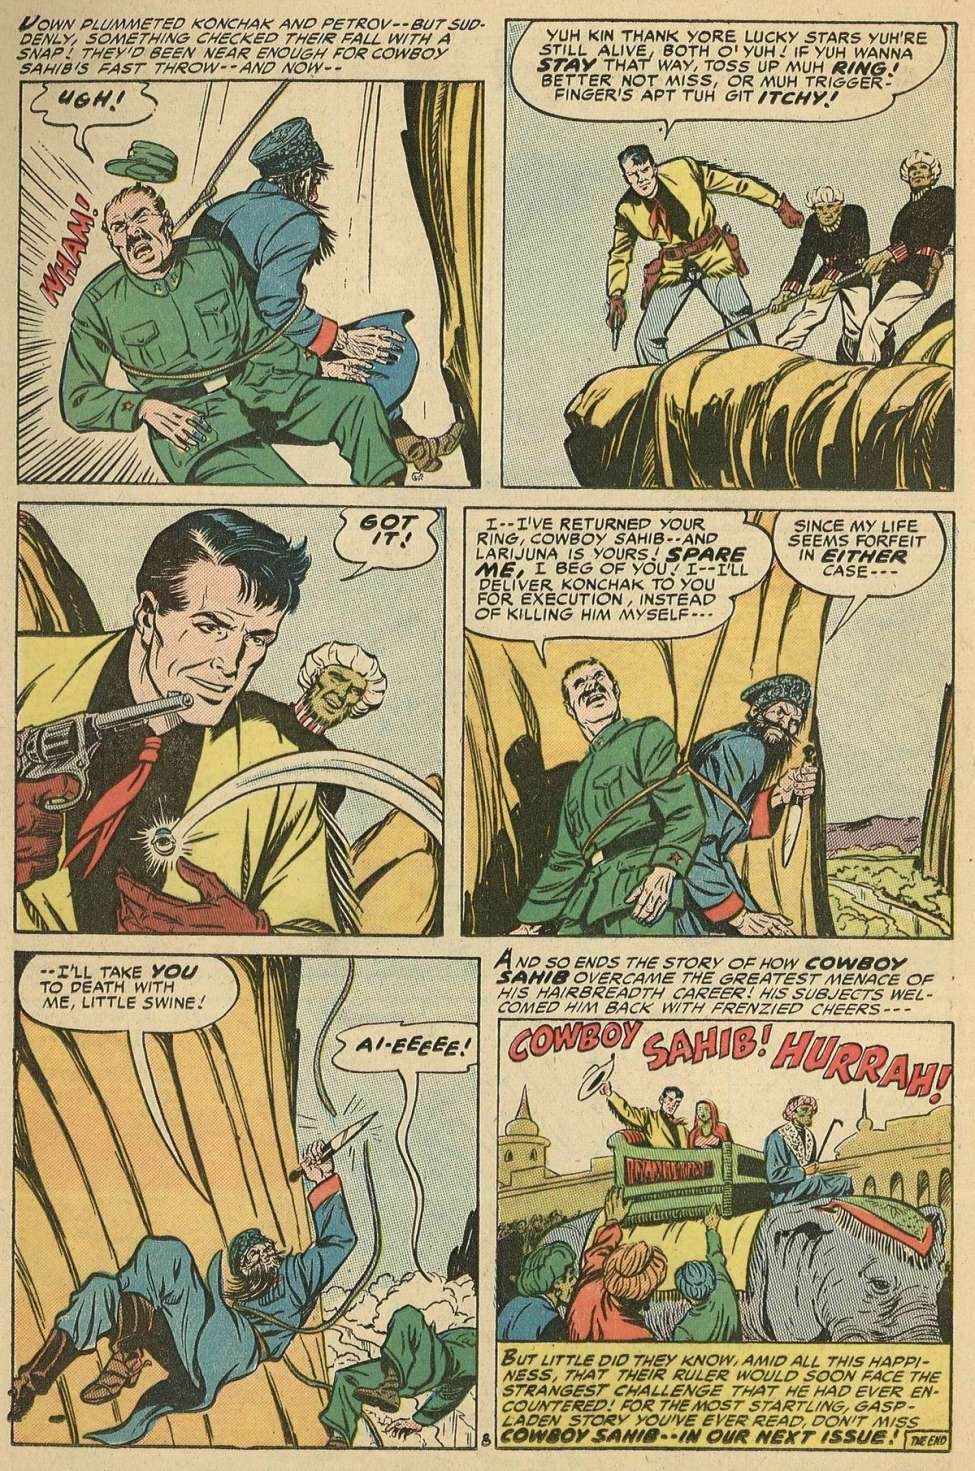 DOWN PLUMMETED KONCHAK AND PETROV--BUT SUD-
DENLY, SOMETHING CHECKED THEIR FALL WITH A
SNAP! THEY'D BEEN NEAR ENOUGH FOR COWBOY
SAHIB'S FAST THROW--AND NOW--
UGH!
WHAM!
YUH KIN THANK YORE LUCKY STARS YUH'RE
STILL ALIVE, BOTH O' YUH! IF YUH WANNA
STAY THAT WAY, TOSS UP MUH RING!
BETTER NOT MISS, OR MUH TRIGGER-
FINGER'S APT TUH GIT ITCHY!
GOT
IT!
I--I'VE RETURNED YOUR
RING, COWBOY SAHIB--AND
LARIJUNA IS YOURS! SPARE
ME, I BEG OF YOU! I--I'LL
DELIVER KONCHAK TO YOU
FOR EXECUTION, INSTEAD
OF KILLING HIM MYSELF---
SINCE MY LIFE
SEEMS FORFEIT
IN EITHER
CASE---
--I'LL TAKE YOU
TO DEATH WITH
ME, LITTLE SWINE!
AI-EEEEE!
8
AND SO ENDS THE STORY OF HOW COWBOY
SAHIB OVERCAME THE GREATEST MENACE OF
HIS HAIRBREADTH CAREER! HIS SUBJECTS WEL-
COMED HIM BACK WITH FRENZIED CHEERS---
COWBOY SAHIB! HURRAH!
BUT LITTLE DID THEY KNOW, AMID ALL THIS HAPPI-
NESS, THAT THEIR RULER WOULD SOON FACE THE
STRANGEST CHALLENGE THAT HE HAD EVER EN-
COUNTERED! FOR THE MOST STARTLING, GASP-
LADEN STORY YOU'VE EVER READ, DON'T MISS
COWBOY SAHIB--IN OUR NEXT ISSUE!
THE END